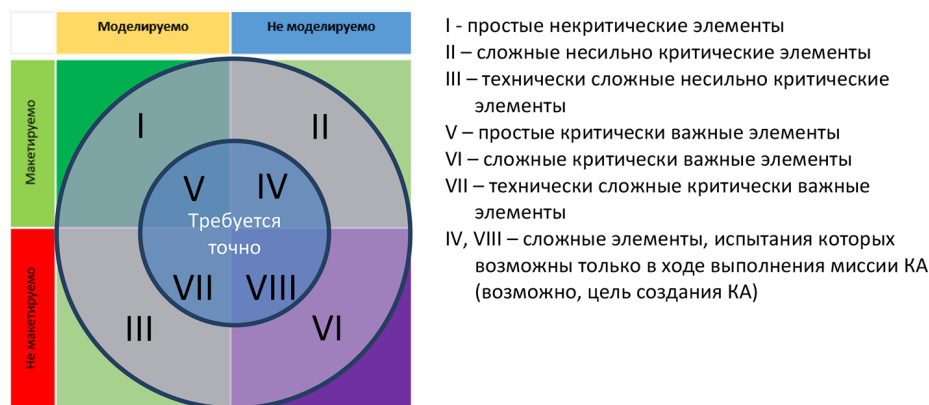 Моделируемо
Не моделируемо
Макетируемо
Не макетируемо
I
II
V
IV
Требуется
точно
VII
VIII
III
VI
I - простые некритические элементы
II – сложные несильно критические элементы
III – технически сложные несильно критические
элементы
V – простые критически важные элементы
VI – сложные критически важные элементы
VII – технически сложные критически важные
элементы
IV, VIII – сложные элементы, испытания которых
возможны только в ходе выполнения миссии КА
(возможно, цель создания КА)